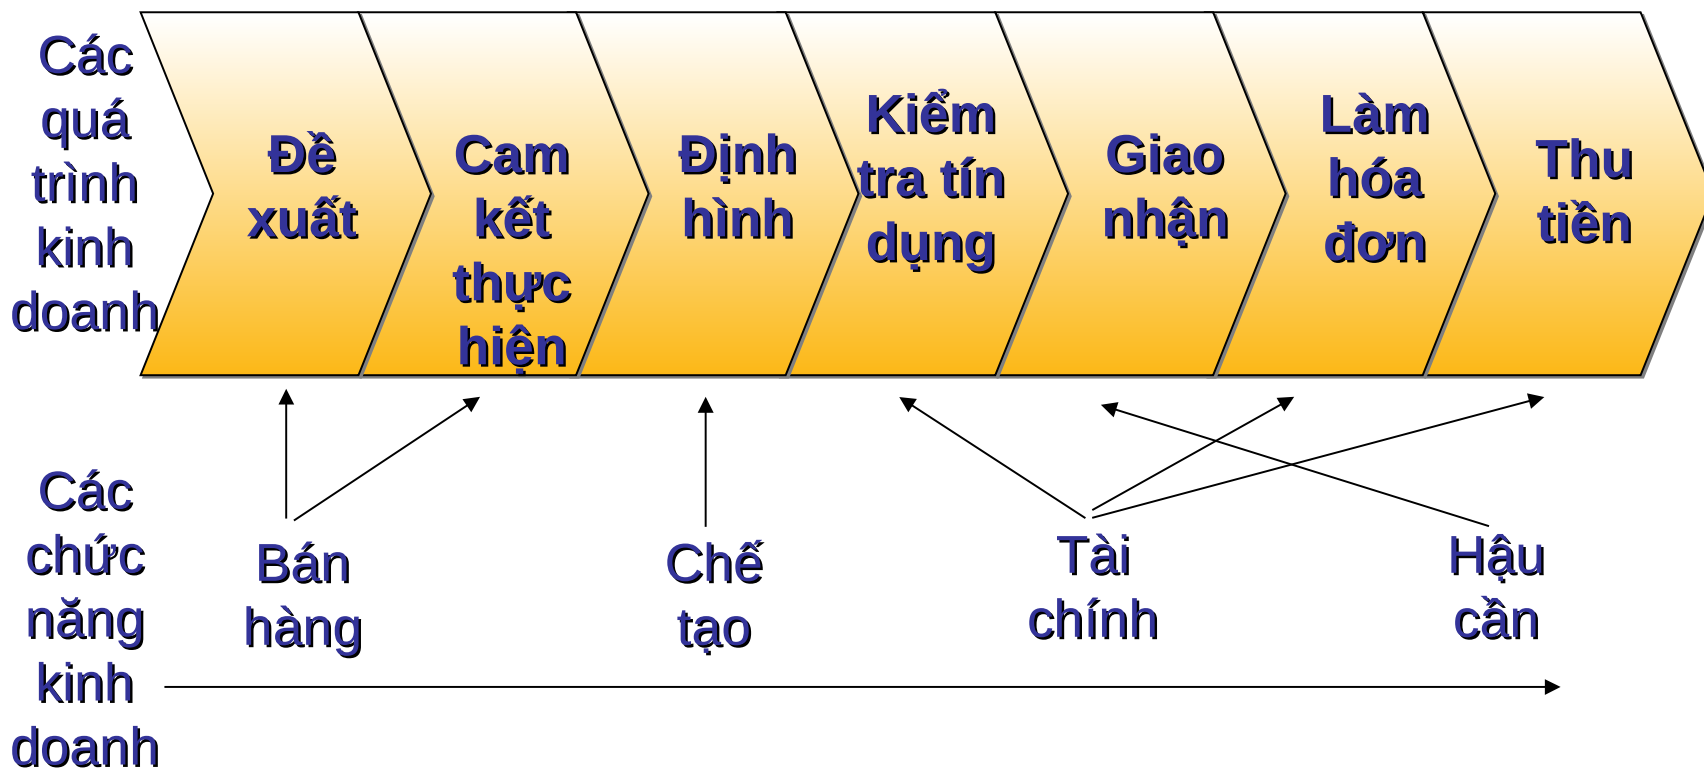 Các
quá
trình
kinh
doanh
Đề
xuất
Cam
kết
thực
hiện
Định
hình
Kiểm
tra tín
dụng
Giao
nhận
Làm
hóa
đơn
Thu
tiền
Các
chức
năng
kinh
doanh
Bán
hàng
Chế
tạo
Tài
chính
Hậu
cần